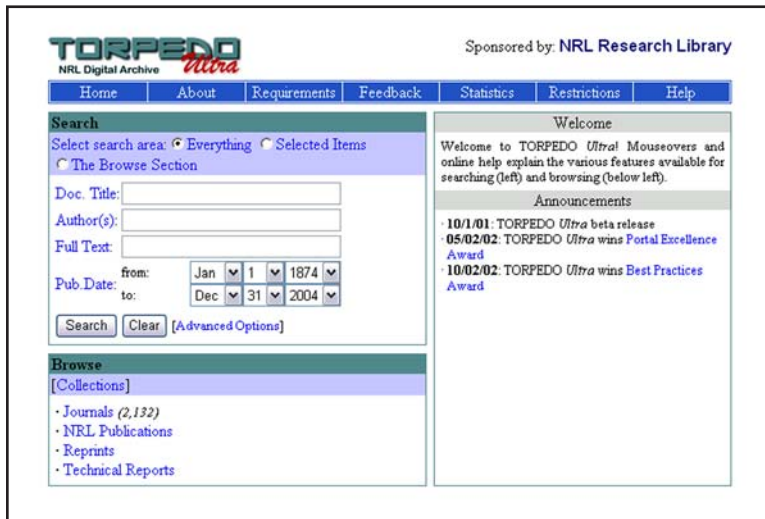 TORPEDO
NRL Digital Archive Ultra
Sponsored by: NRL Research Library
Home About Requirements Feedback Statistics Restrictions Help
Search
Select search area: Everything Selected Items
The Browse Section
Doc. Title:
Author(s):
Full Text:
Pub.Date: from: Jan 1 1874
to: Dec 31 2004
Search Clear [Advanced Options]
Browse
[Collections]
· Journals (2,132)
· NRL Publications
· Reprints
· Technical Reports
Welcome
Welcome to TORPEDO Ultra! Mouseovers and
online help explain the various features available for
searching (left) and browsing (below left).
Announcements
· 10/1/01: TORPEDO Ultra beta release
· 05/02/02: TORPEDO Ultra wins Portal Excellence
Award
· 10/02/02: TORPEDO Ultra wins Best Practices
Award